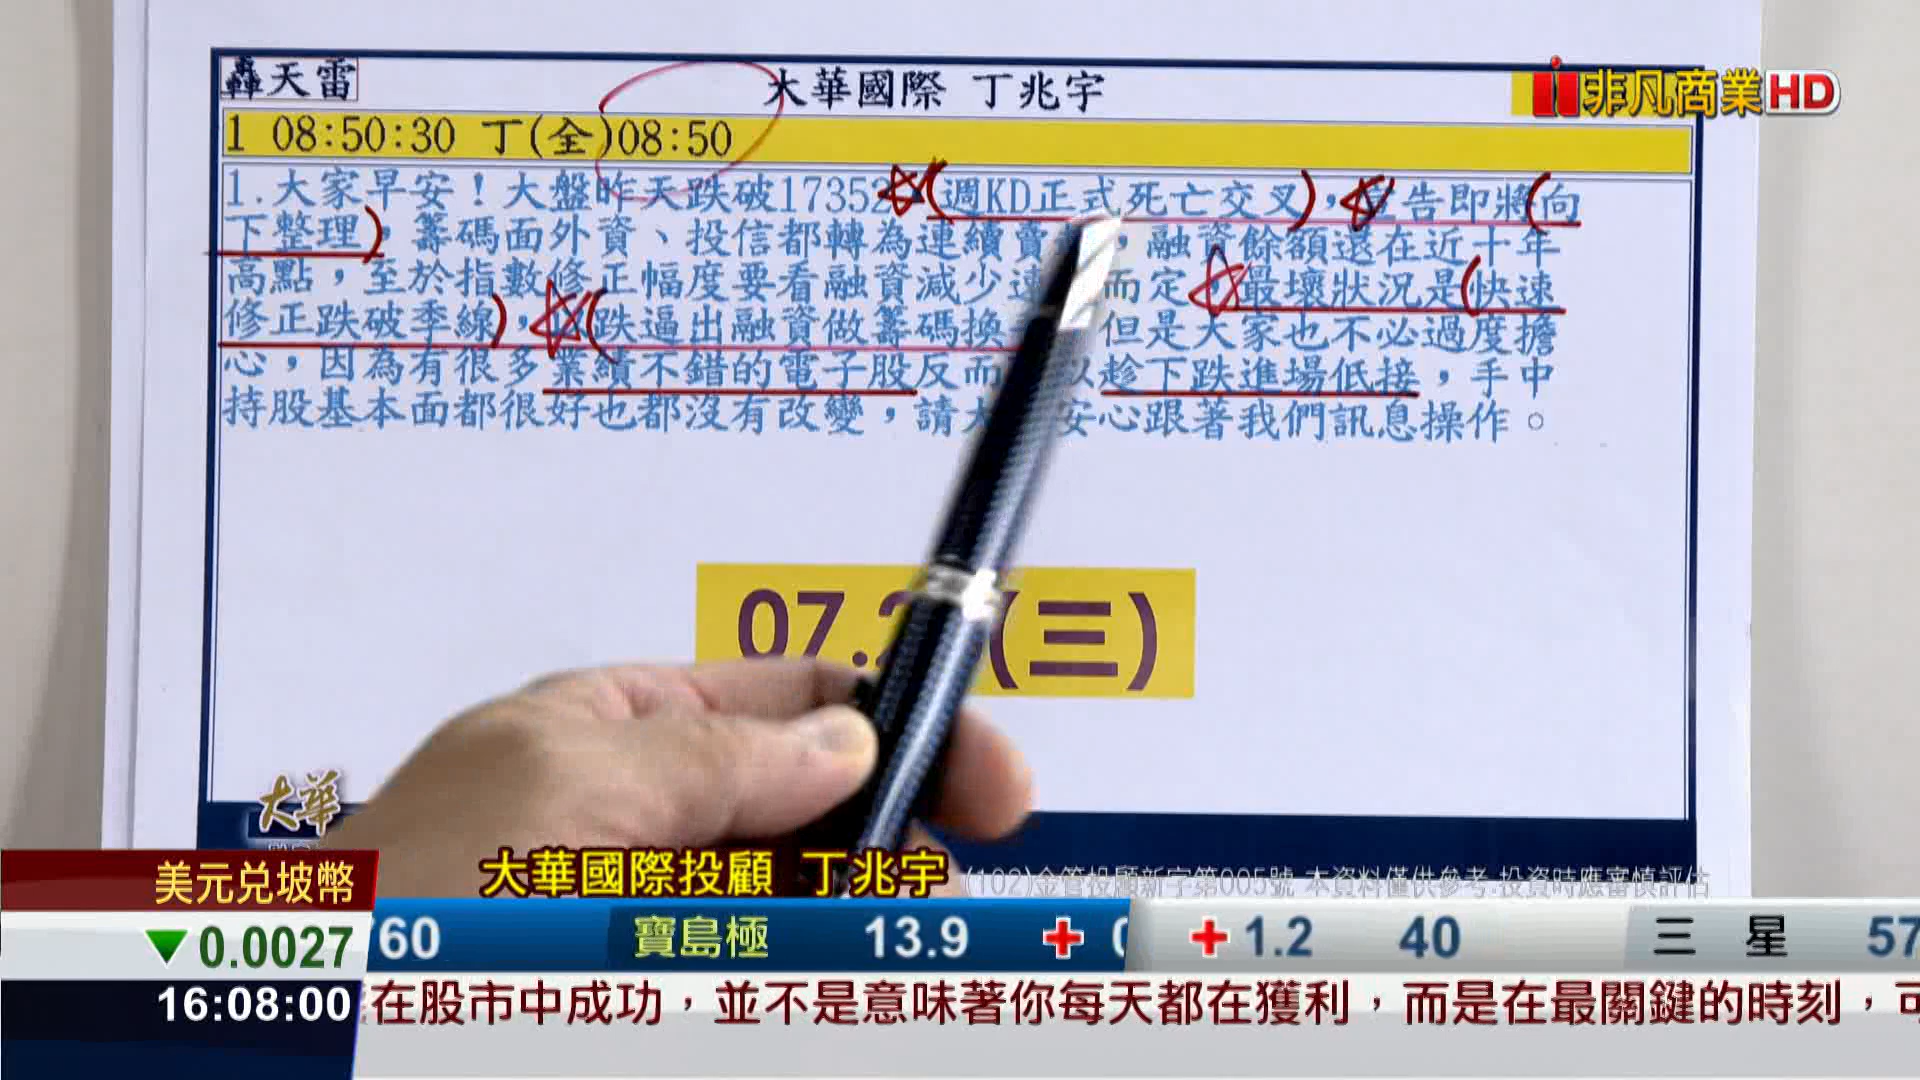 轟天雷
大華國際 丁兆宇
非凡商業HD
1 08:50:30 丁(全)08:50
1.大家早安!大盤昨天跌破1735 (週KD正式死亡交叉), 告即將(向
下整理),籌碼面外資、投信都轉為連續賣 ,融資餘額還在近十年
高點,至於指數修正幅度要看融資減少速 而定, 最壞狀況是(快速
修正跌破季線), (跌逼出融資做籌碼換 但是大家也不必過度擔
心,因為有很多業績不錯的電子股反而 以趁下跌進場低接,手中
持股基本面都很好也都沒有改變,請大 安心跟著我們訊息操作。
07.2 (三)
大華
美元兌坡幣
大華國際投顧 丁兆宇
(102)金管投顧新字第005號 本資料僅供參考.投資時應審慎評估
▼0.0027
60 寶島極 13.9 + 0 +1.2 40 三 星 57
16:08:00
在股市中成功,並不是意味著你每天都在獲利,而是在最關鍵的時刻,可